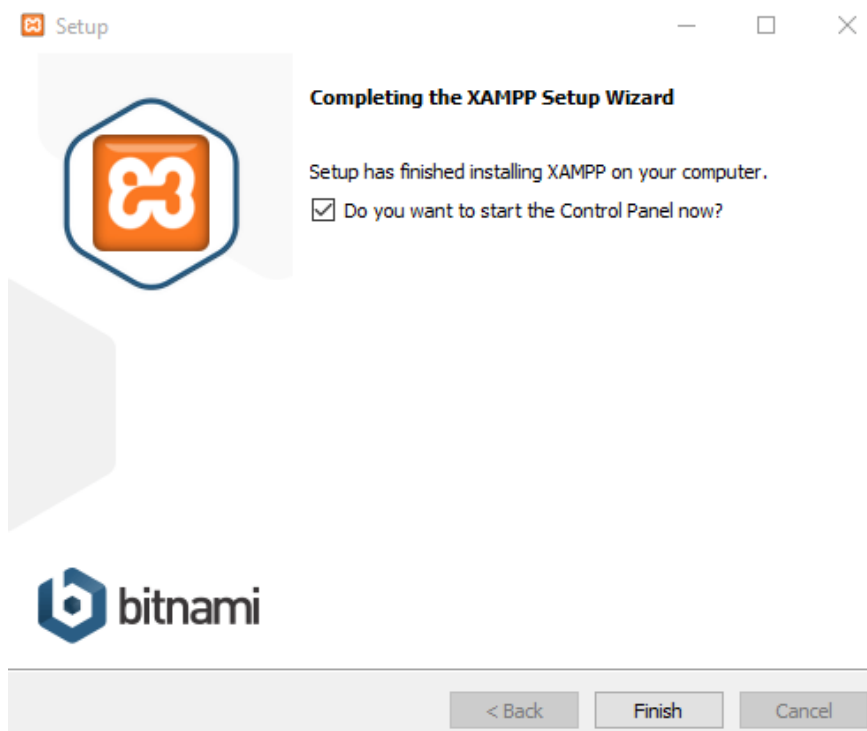 Setup
Completing the XAMPP Setup Wizard
Setup has finished installing XAMPP on your computer.
Do you want to start the Control Panel now?
bitnami
< Back
Finish
Cancel